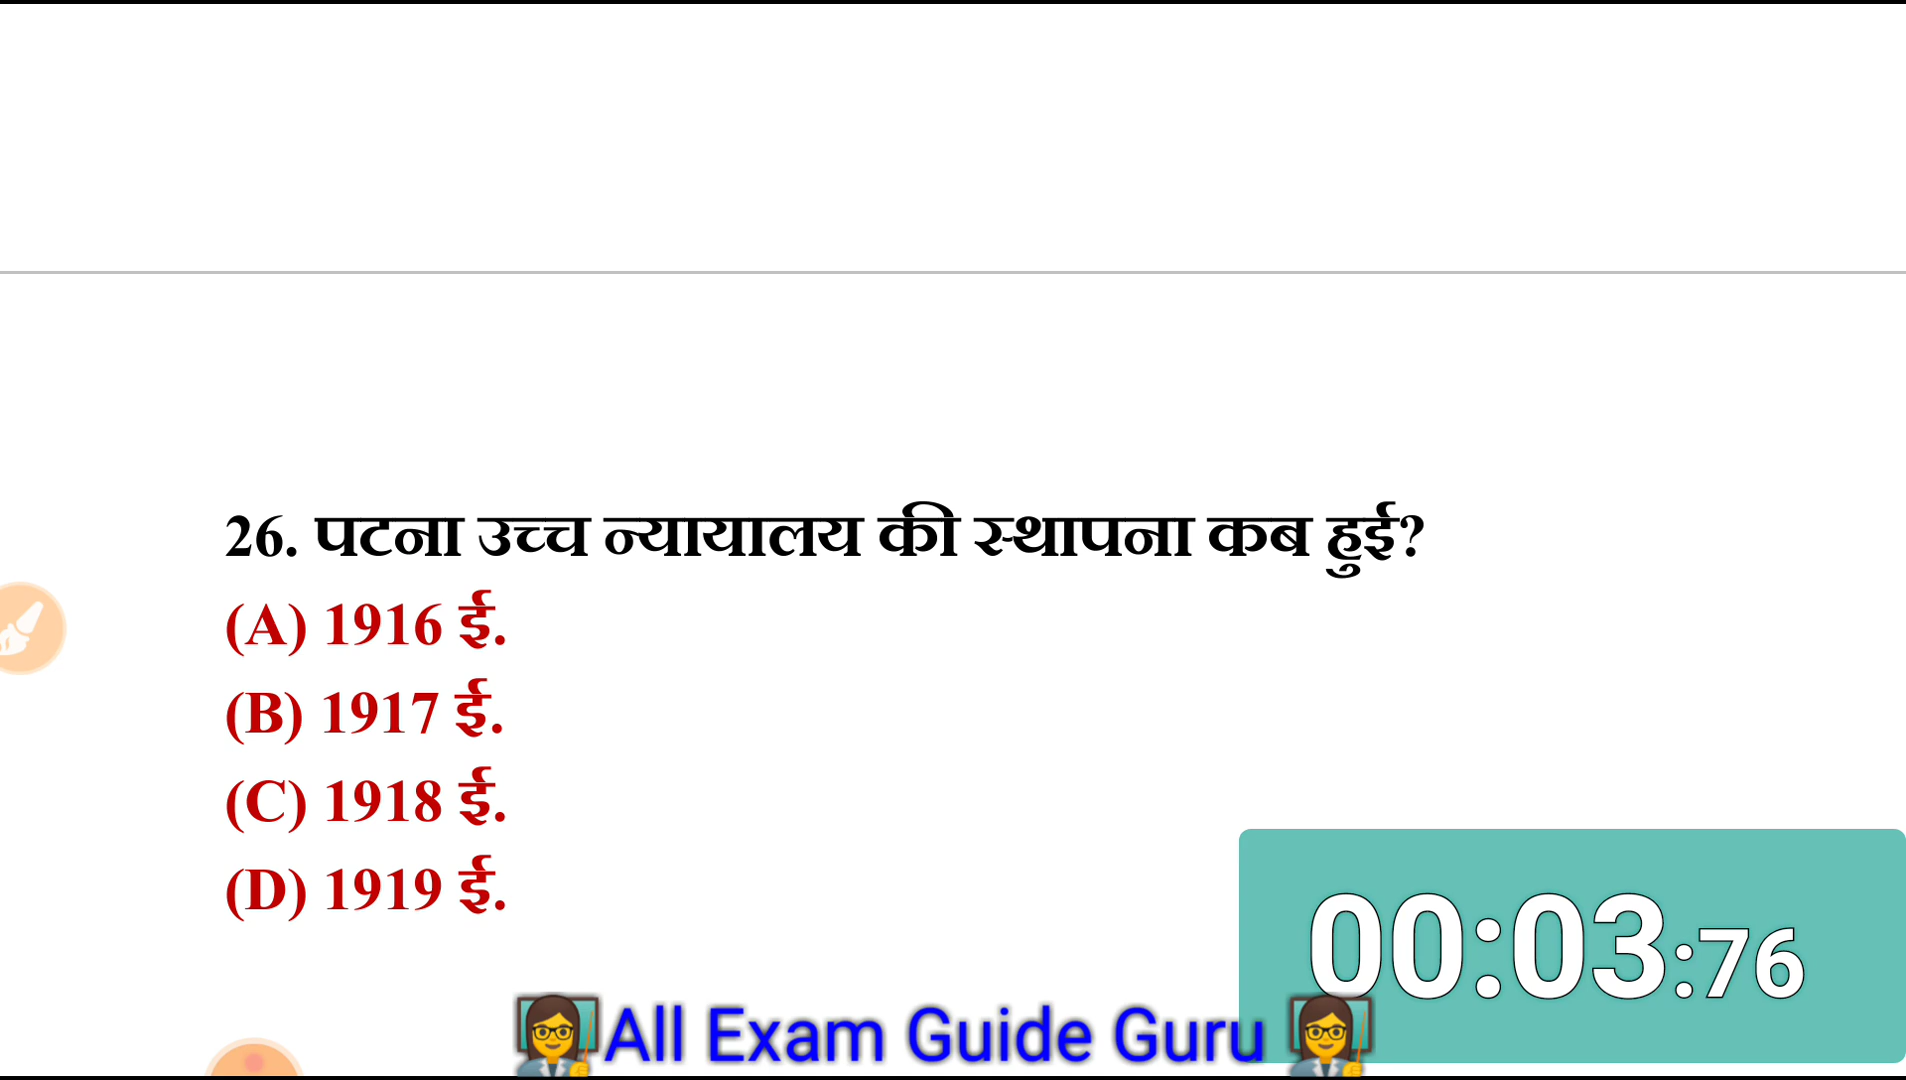 26. पटना उच्च न्यायालय की स्थापना कब हुई?
(A) 1916 ई.
(B) 1917 ई.
(C) 1918 ई.
(D) 1919 ई.
00:03:76
All Exam Guide Guru